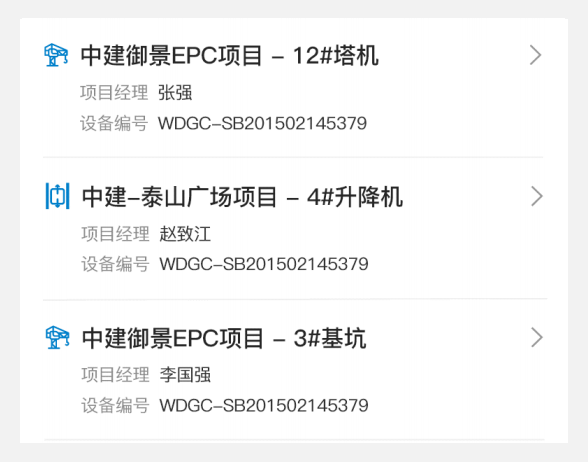 中建御景EPC项目 – 12#塔机
项目经理 张强
设备编号 WDGC–SB201502145379
中建–泰山广场项目 – 4#升降机
项目经理 赵致江
设备编号 WDGC–SB201502145379
中建御景EPC项目 – 3#基坑
项目经理 李国强
设备编号 WDGC–SB201502145379